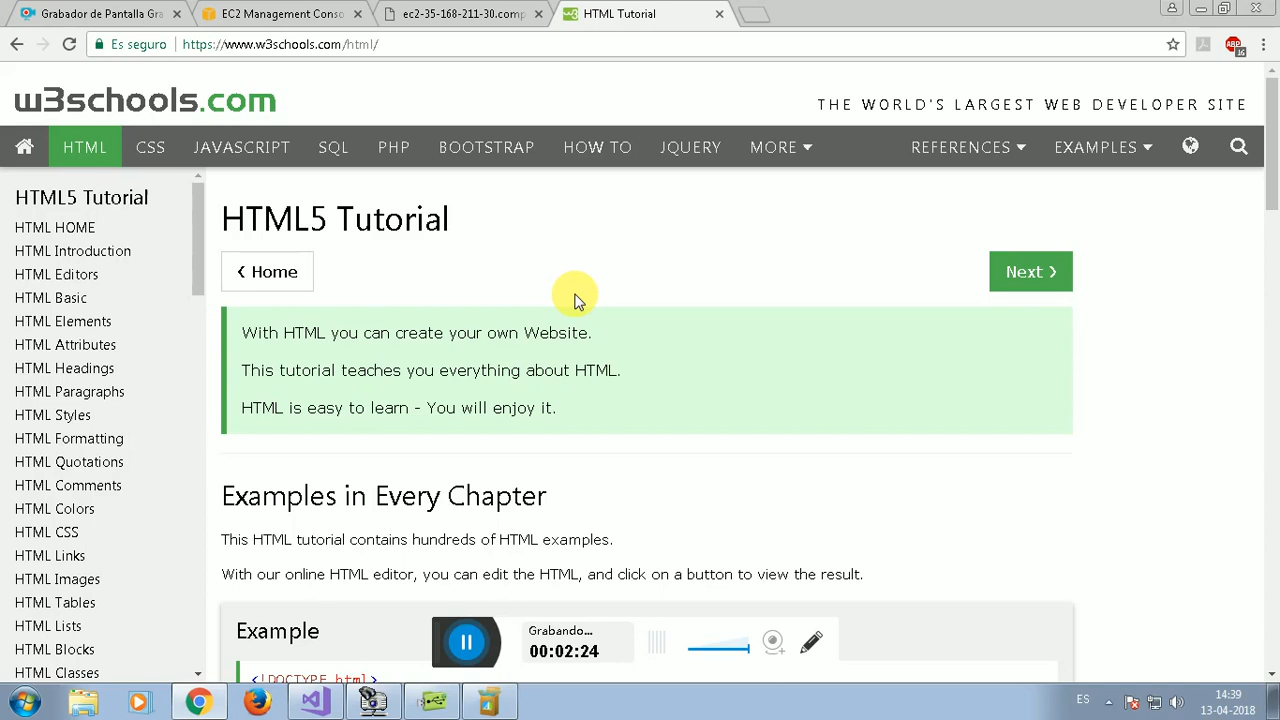 Grabador de Pantalla Gra
EC2 Management Conso
ec2-35-160-211-30.comp
HTML Tutorial
Es seguro
https://www.w3schools.com/html/
ABP
16
w3schools.com
THE WORLD'S LARGEST WEB DEVELOPER SITE
HTML
CSS
JAVASCRIPT
SQL
PHP
BOOTSTRAP
HOW TO
JQUERY
MORE
REFERENCES
EXAMPLES
HTML5 Tutorial
HTML HOME
HTML Introduction
HTML Editors
HTML Basic
HTML Elements
HTML Attributes
HTML Headings
HTML Paragraphs
HTML Styles
HTML Formatting
HTML Quotations
HTML Comments
HTML Colors
HTML CSS
HTML Links
HTML Images
HTML Tables
HTML Lists
HTML Blocks
HTML Classes
HTML5 Tutorial
❮ Home
Next ❯
With HTML you can create your own Website.
This tutorial teaches you everything about HTML.
HTML is easy to learn - You will enjoy it.
Examples in Every Chapter
This HTML tutorial contains hundreds of HTML examples.
With our online HTML editor, you can edit the HTML, and click on a button to view the result.
Example
<!DOCTYPE html>
Grabando...
00:02:24
ES
14:39
13-04-2018